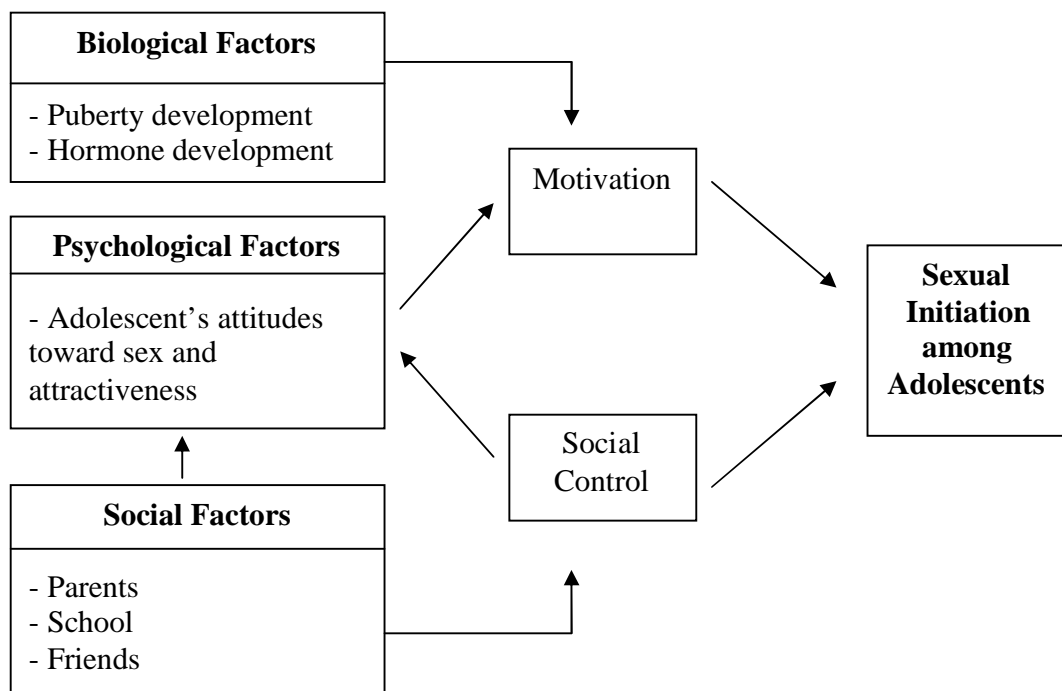 Biological Factors
- Puberty development
- Hormone development
Motivation
Psychological Factors
- Adolescent’s attitudes
toward sex and
attractiveness
Sexual
Initiation
among
Adolescents
Social
Control
Social Factors
- Parents
- School
- Friends